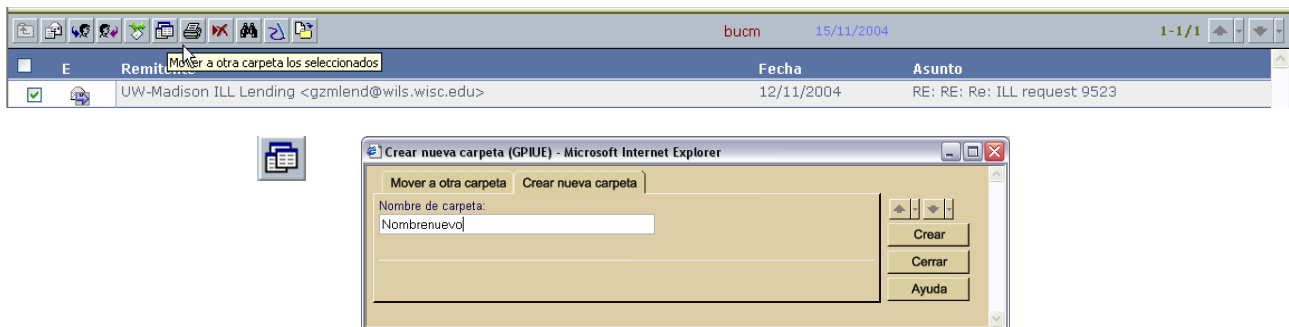 bucm 15/11/2004 1-1/1
Mover a otra carpeta los seleccionados
E Remitente Fecha Asunto
UW-Madison ILL Lending <gzmlend@wils.wisc.edu> 12/11/2004 RE: RE: Re: ILL request 9523
Crear nueva carpeta (GPIUE) - Microsoft Internet Explorer
Mover a otra carpeta Crear nueva carpeta
Nombre de carpeta:
Nombrenuevo
Crear
Cerrar
Ayuda